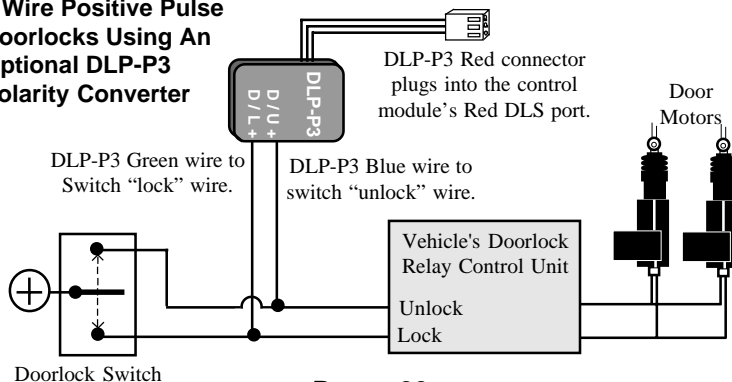 Wire Positive Pulse
Doorlocks Using An
ptional DLP-P3
olarity Converter
DLP-P3 Red connector
plugs into the control
module's Red DLS port.
Door
Motors
DLP-P3
D / U +
D / L +
DLP-P3 Green wire to
Switch “lock” wire.
DLP-P3 Blue wire to
switch “unlock” wire.
Vehicle's Doorlock
Relay Control Unit
Unlock
Lock
Doorlock Switch